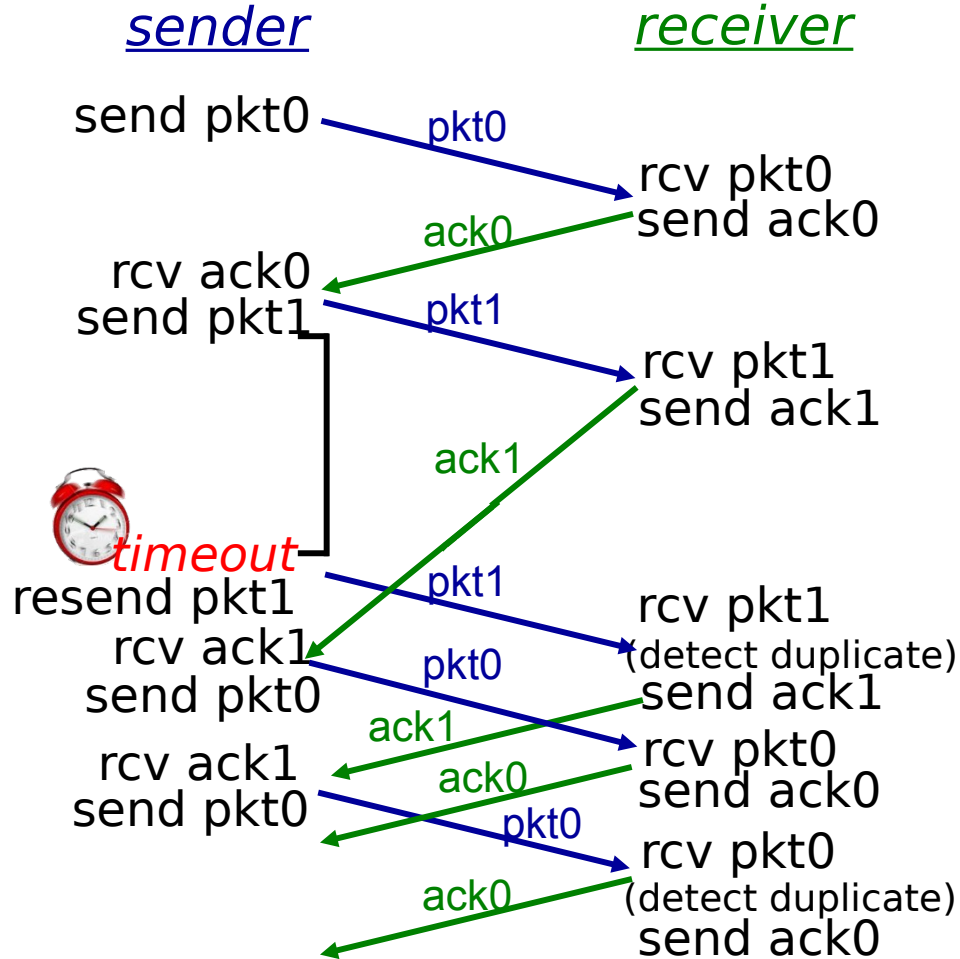 sender
receiver
send pkt0
pkt0
rcv pkt0
send ack0
ack0
rcv ack0
send pkt1
pkt1
rcv pkt1
send ack1
ack1
timeout
resend pkt1
pkt1
rcv pkt1
(detect duplicate)
send ack1
rcv ack1
send pkt0
pkt0
ack1
rcv pkt0
send ack0
rcv ack1
send pkt0
ack0
pkt0
rcv pkt0
(detect duplicate)
send ack0
ack0